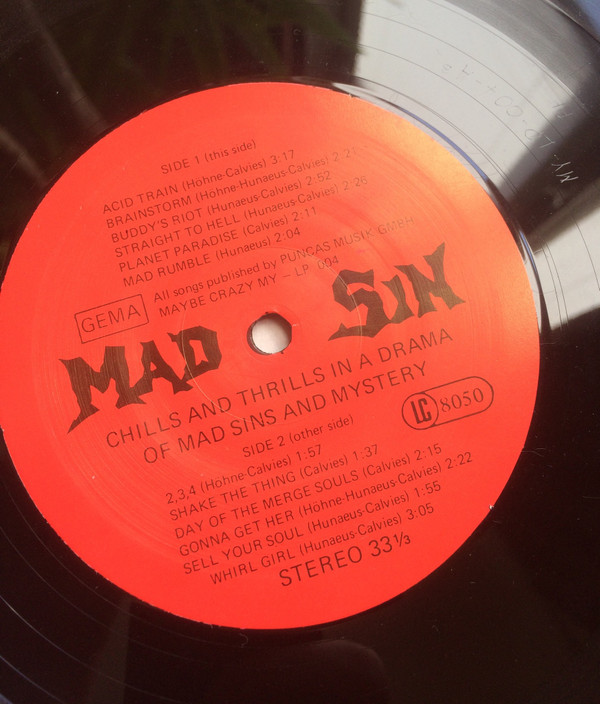 SIDE 1 (this side)
ACID TRAIN (Höhne-Calvies) 3:17
BRAINSTORM (Höhne-Hunaeus-Calvies)
BUDDY'S RIOT (Hunaeus-Calvies) 2:52
STRAIGHT TO HELL (Hunaeus-Calvies) 2:26
PLANET PARADISE (Calvies) 2:11
MAD RUMBLE (Hunaeus) 2:04
GEMA
All songs published by PUNCAS MUSIK GMBH
MAYBE CRAZY MY – LP 004
MAD SIN
CHILLS AND THRILLS IN A DRAMA
OF MAD SINS AND MYSTERY
LC 8050
SIDE 2 (other side)
2,3,4 (Höhne-Calvies) 1:57
SHAKE THE THING (Calvies) 1:37
DAY OF THE MERGE SOULS (Calvies) 2:15
GONNA GET HER (Höhne-Hunaeus-Calvies) 2:22
SELL YOUR SOUL (Hunaeus-Calvies) 1:55
WHIRL GIRL (Hunaeus-Calvies) 3:05
STEREO 33⅓